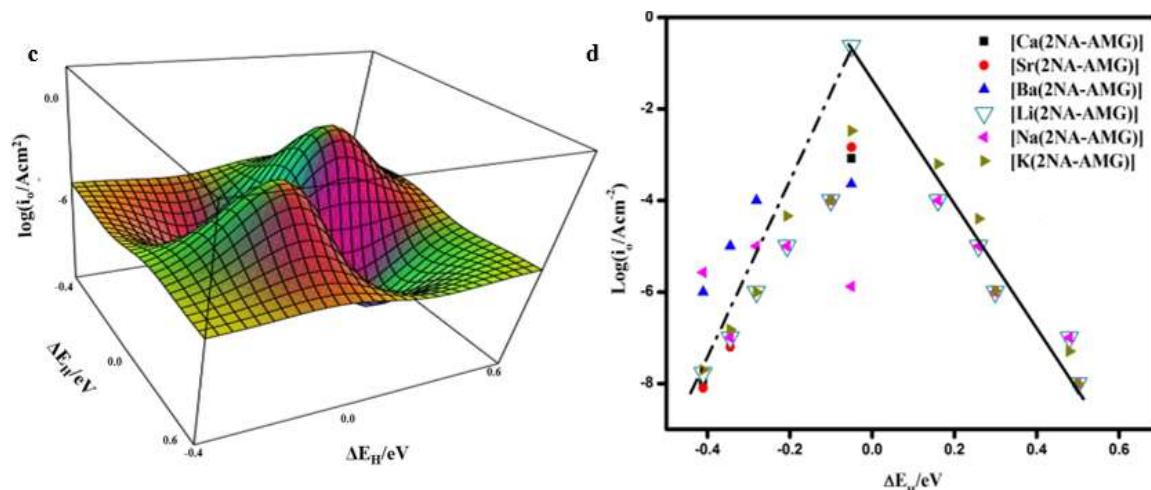 c
0.0
-6
-0.4
log(i₀/Acm²)
ΔE_H/eV
0.0
0.6
-0.4
0.0
0.6
ΔE_H/eV
d
0
-2
-4
-6
-8
Log(i₀/Acm⁻²)
[Ca(2NA-AMG)]
[Sr(2NA-AMG)]
[Ba(2NA-AMG)]
[Li(2NA-AMG)]
[Na(2NA-AMG)]
[K(2NA-AMG)]
-0.4
-0.2
0.0
0.2
0.4
0.6
ΔE_H/eV